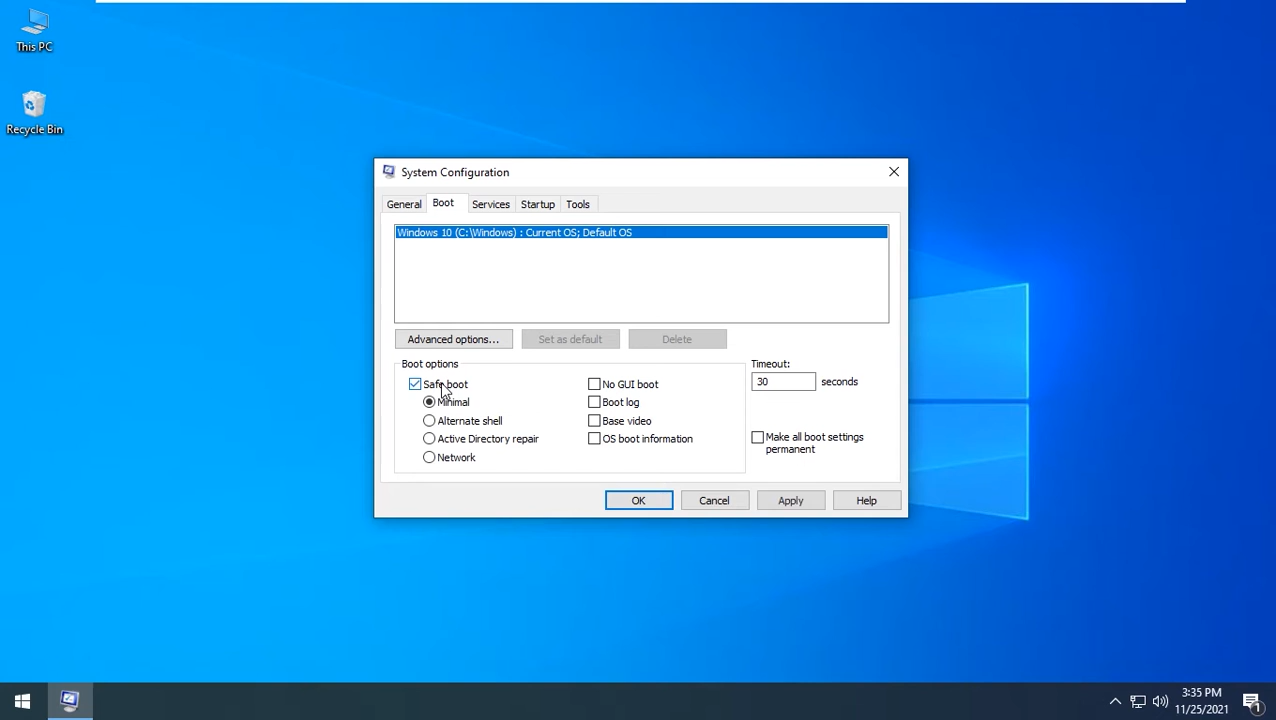 This PC
Recycle Bin
System Configuration
General Boot Services Startup Tools
Windows 10 (C:\Windows) : Current OS; Default OS
Advanced options... Set as default Delete
Boot options
Safe boot
Minimal
Alternate shell
Active Directory repair
Network
No GUI boot
Boot log
Base video
OS boot information
Timeout:
30 seconds
Make all boot settings
permanent
OK Cancel Apply Help
3:35 PM
11/25/2021
1